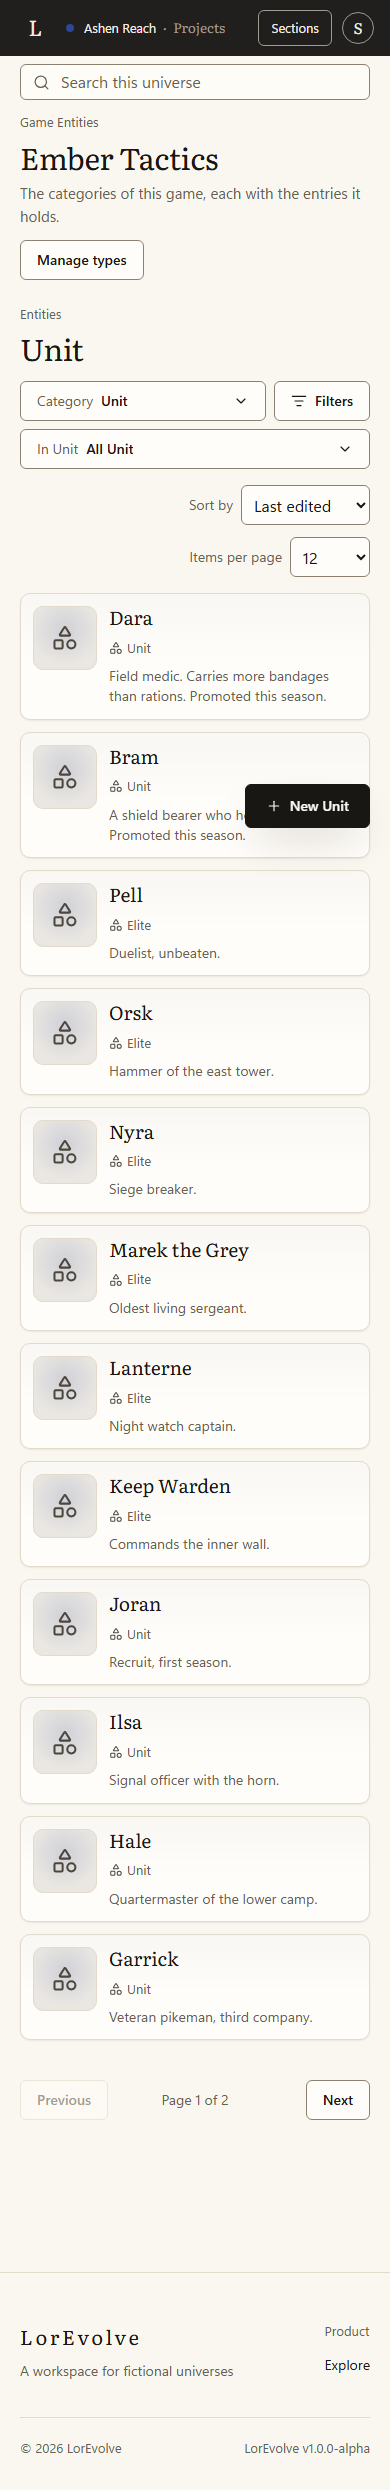 L Ashen Reach · Projects Sections S
Search this universe
Game Entities
Ember Tactics
The categories of this game, each with the entries it
holds.
Manage types
Entities
Unit
Category Unit Filters
In Unit All Unit
Sort by Last edited
Items per page 12
Dara
Unit
Field medic. Carries more bandages
than rations. Promoted this season.
Bram
Unit
A shield bearer who
Promoted this season.
New Unit
Pell
Elite
Duelist, unbeaten.
Orsk
Elite
Hammer of the east tower.
Nyra
Elite
Siege breaker.
Marek the Grey
Elite
Oldest living sergeant.
Lanterne
Elite
Night watch captain.
Keep Warden
Elite
Commands the inner wall.
Joran
Unit
Recruit, first season.
Ilsa
Unit
Signal officer with the horn.
Hale
Unit
Quartermaster of the lower camp.
Garrick
Unit
Veteran pikeman, third company.
Previous Page 1 of 2 Next
LorEvolve
A workspace for fictional universes
Product
Explore
© 2026 LorEvolve LorEvolve v1.0.0-alpha